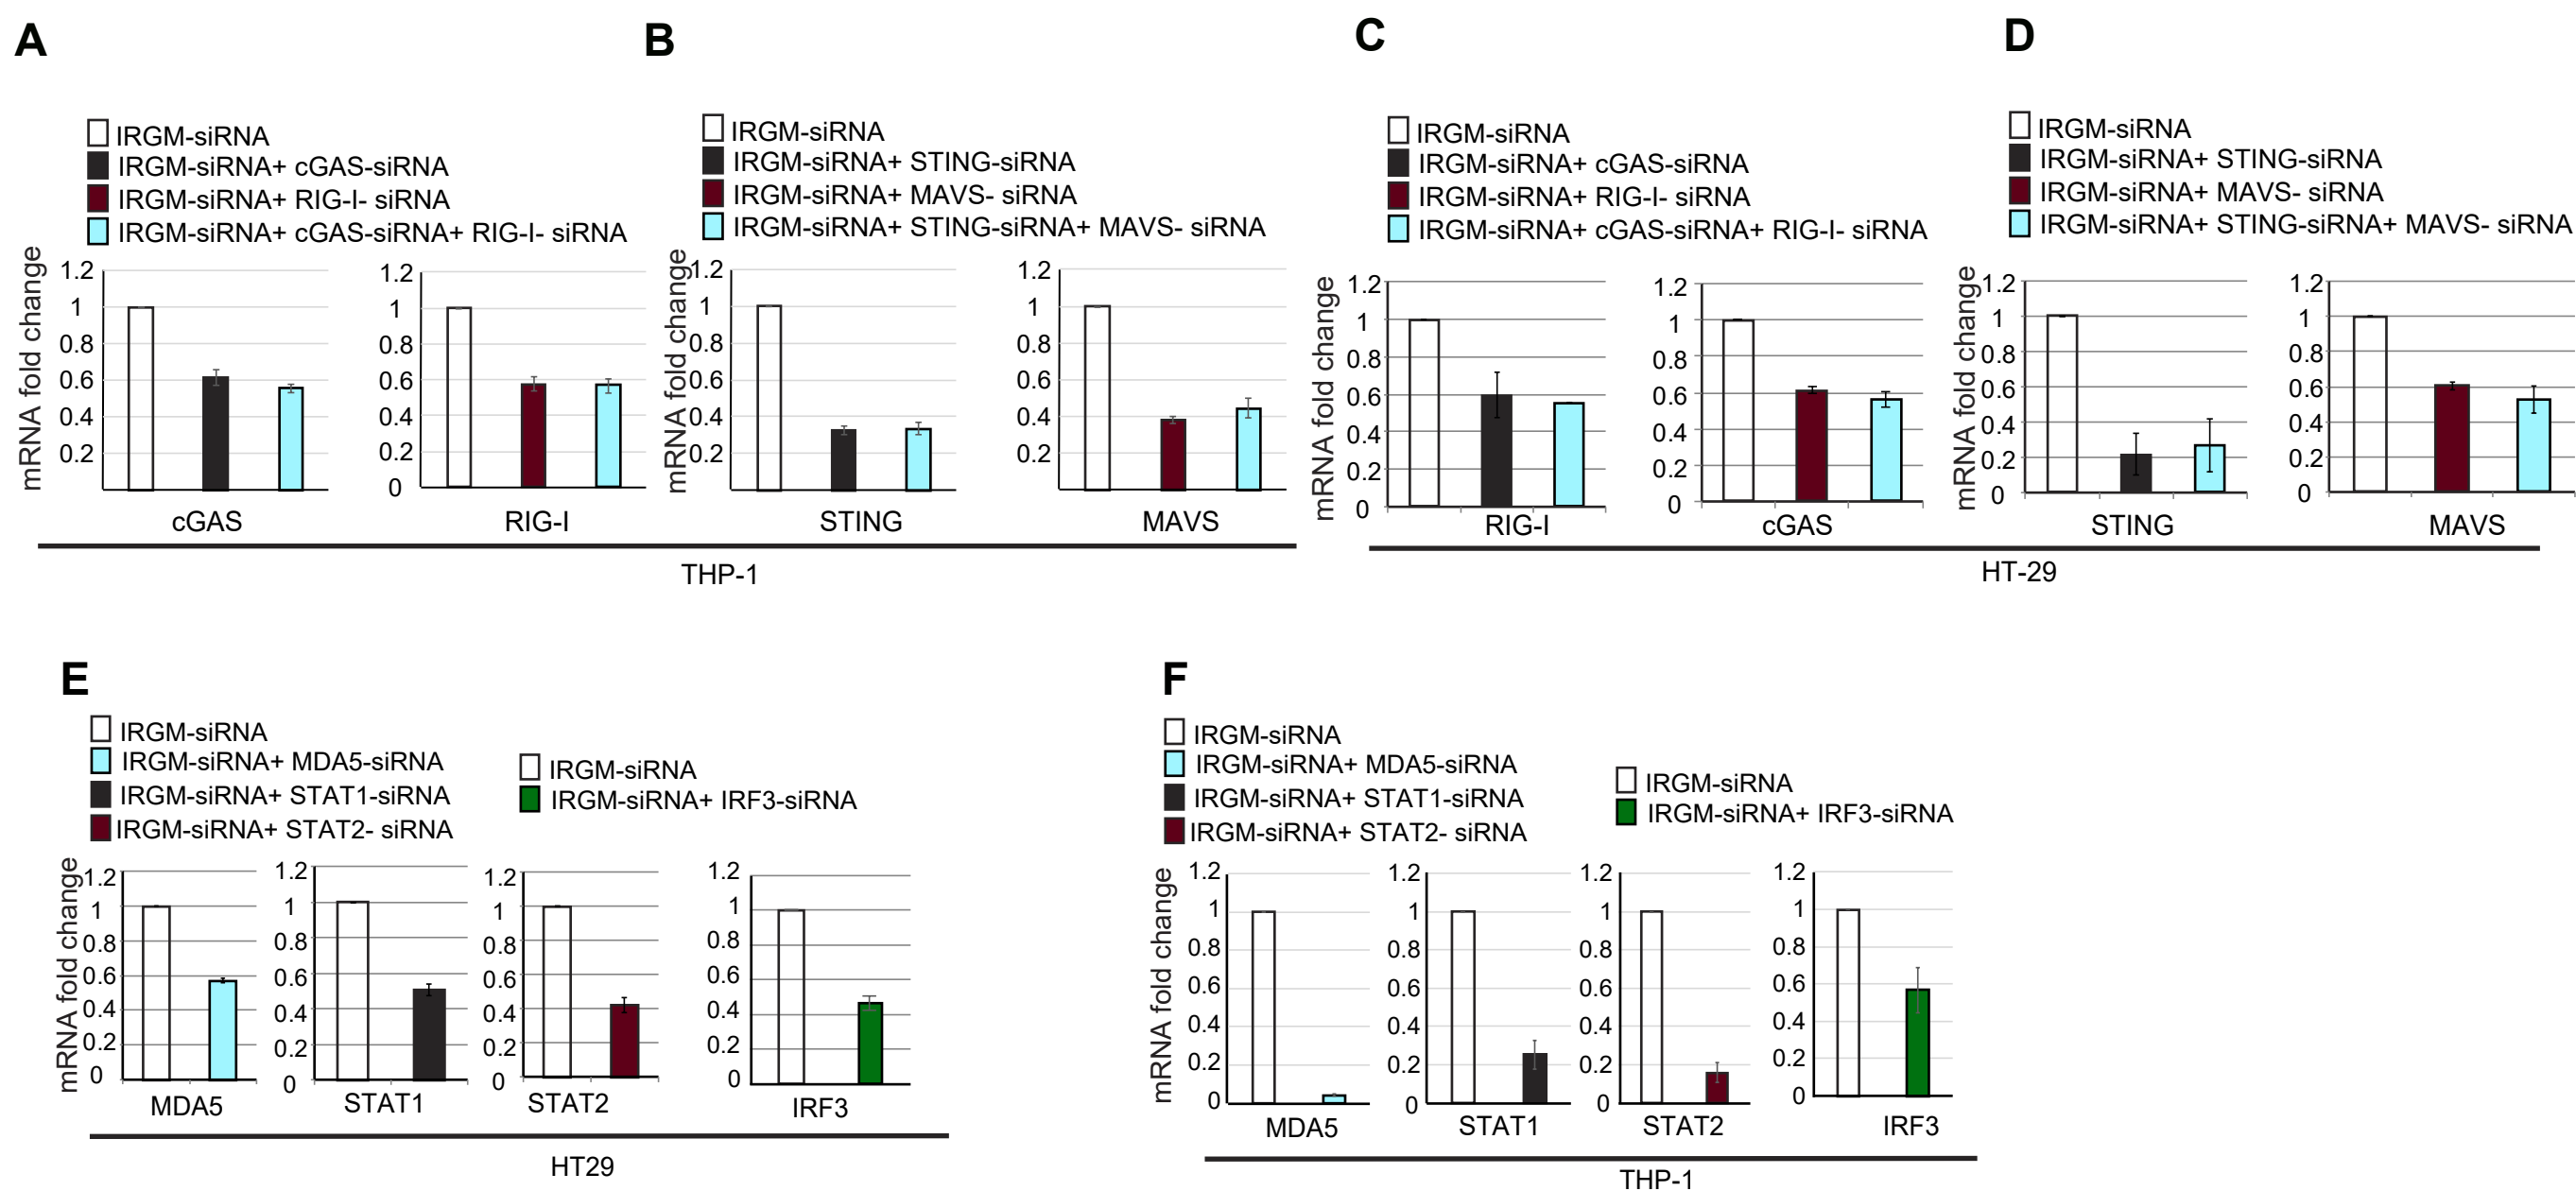 A
IRGM-siRNA
IRGM-siRNA+ cGAS-siRNA
IRGM-siRNA+ RIG-I- siRNA
IRGM-siRNA+ cGAS-siRNA+ RIG-I- siRNA
mRNA fold change
1.2
1
0.8
0.6
0.4
0.2
cGAS
1.2
1
0.8
0.6
0.4
0.2
0
RIG-I
B
IRGM-siRNA
IRGM-siRNA+ STING-siRNA
IRGM-siRNA+ MAVS- siRNA
IRGM-siRNA+ STING-siRNA+ MAVS- siRNA
mRNA fold change
1.2
1
0.8
0.6
0.4
0.2
STING
1.2
1
0.8
0.6
0.4
0.2
MAVS
THP-1
C
IRGM-siRNA
IRGM-siRNA+ cGAS-siRNA
IRGM-siRNA+ RIG-I- siRNA
IRGM-siRNA+ cGAS-siRNA+ RIG-I- siRNA
mRNA fold change
1.2
1
0.8
0.6
0.4
0.2
0
RIG-I
1.2
1
0.8
0.6
0.4
0.2
0
cGAS
D
IRGM-siRNA
IRGM-siRNA+ STING-siRNA
IRGM-siRNA+ MAVS- siRNA
IRGM-siRNA+ STING-siRNA+ MAVS- siRNA
mRNA fold change
1.2
1
0.8
0.6
0.4
0.2
0
STING
1.2
1
0.8
0.6
0.4
0.2
0
MAVS
HT-29
E
IRGM-siRNA
IRGM-siRNA+ MDA5-siRNA
IRGM-siRNA+ STAT1-siRNA
IRGM-siRNA+ STAT2- siRNA
IRGM-siRNA
IRGM-siRNA+ IRF3-siRNA
mRNA fold change
1.2
1
0.8
0.6
0.4
0.2
0
MDA5
1.2
1
0.8
0.6
0.4
0.2
0
STAT1
1.2
1
0.8
0.6
0.4
0.2
0
STAT2
1.2
1
0.8
0.6
0.4
0.2
0
IRF3
HT29
F
IRGM-siRNA
IRGM-siRNA+ MDA5-siRNA
IRGM-siRNA+ STAT1-siRNA
IRGM-siRNA+ STAT2- siRNA
IRGM-siRNA
IRGM-siRNA+ IRF3-siRNA
mRNA fold change
1.2
1
0.8
0.6
0.4
0.2
0
MDA5
1.2
1
0.8
0.6
0.4
0.2
0
STAT1
1.2
1
0.8
0.6
0.4
0.2
0
STAT2
1.2
1
0.8
0.6
0.4
0.2
0
IRF3
THP-1